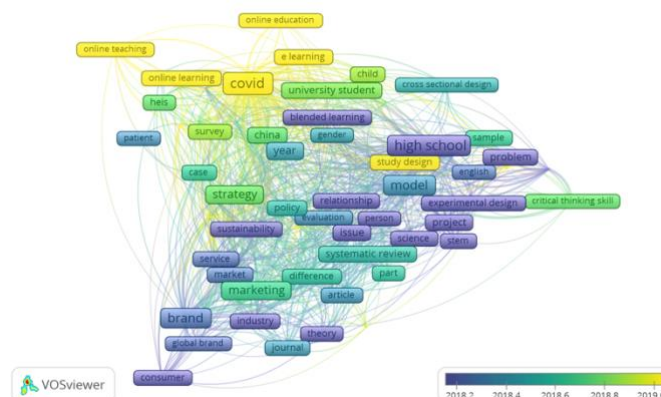 online education
online teaching
e learning
online learning
covid
child
cross sectional design
university student
heis
blended learning
patient
survey
china
gender
high school
sample
year
study design
problem
case
english
model
strategy
relationship
experimental design
critical thinking skill
policy
evaluation
person
project
sustainability
issue
science
stem
systematic review
service
market
difference
part
marketing
article
brand
industry
theory
global brand
journal
consumer
VOSviewer
2018.2 2018.4 2018.6 2018.8